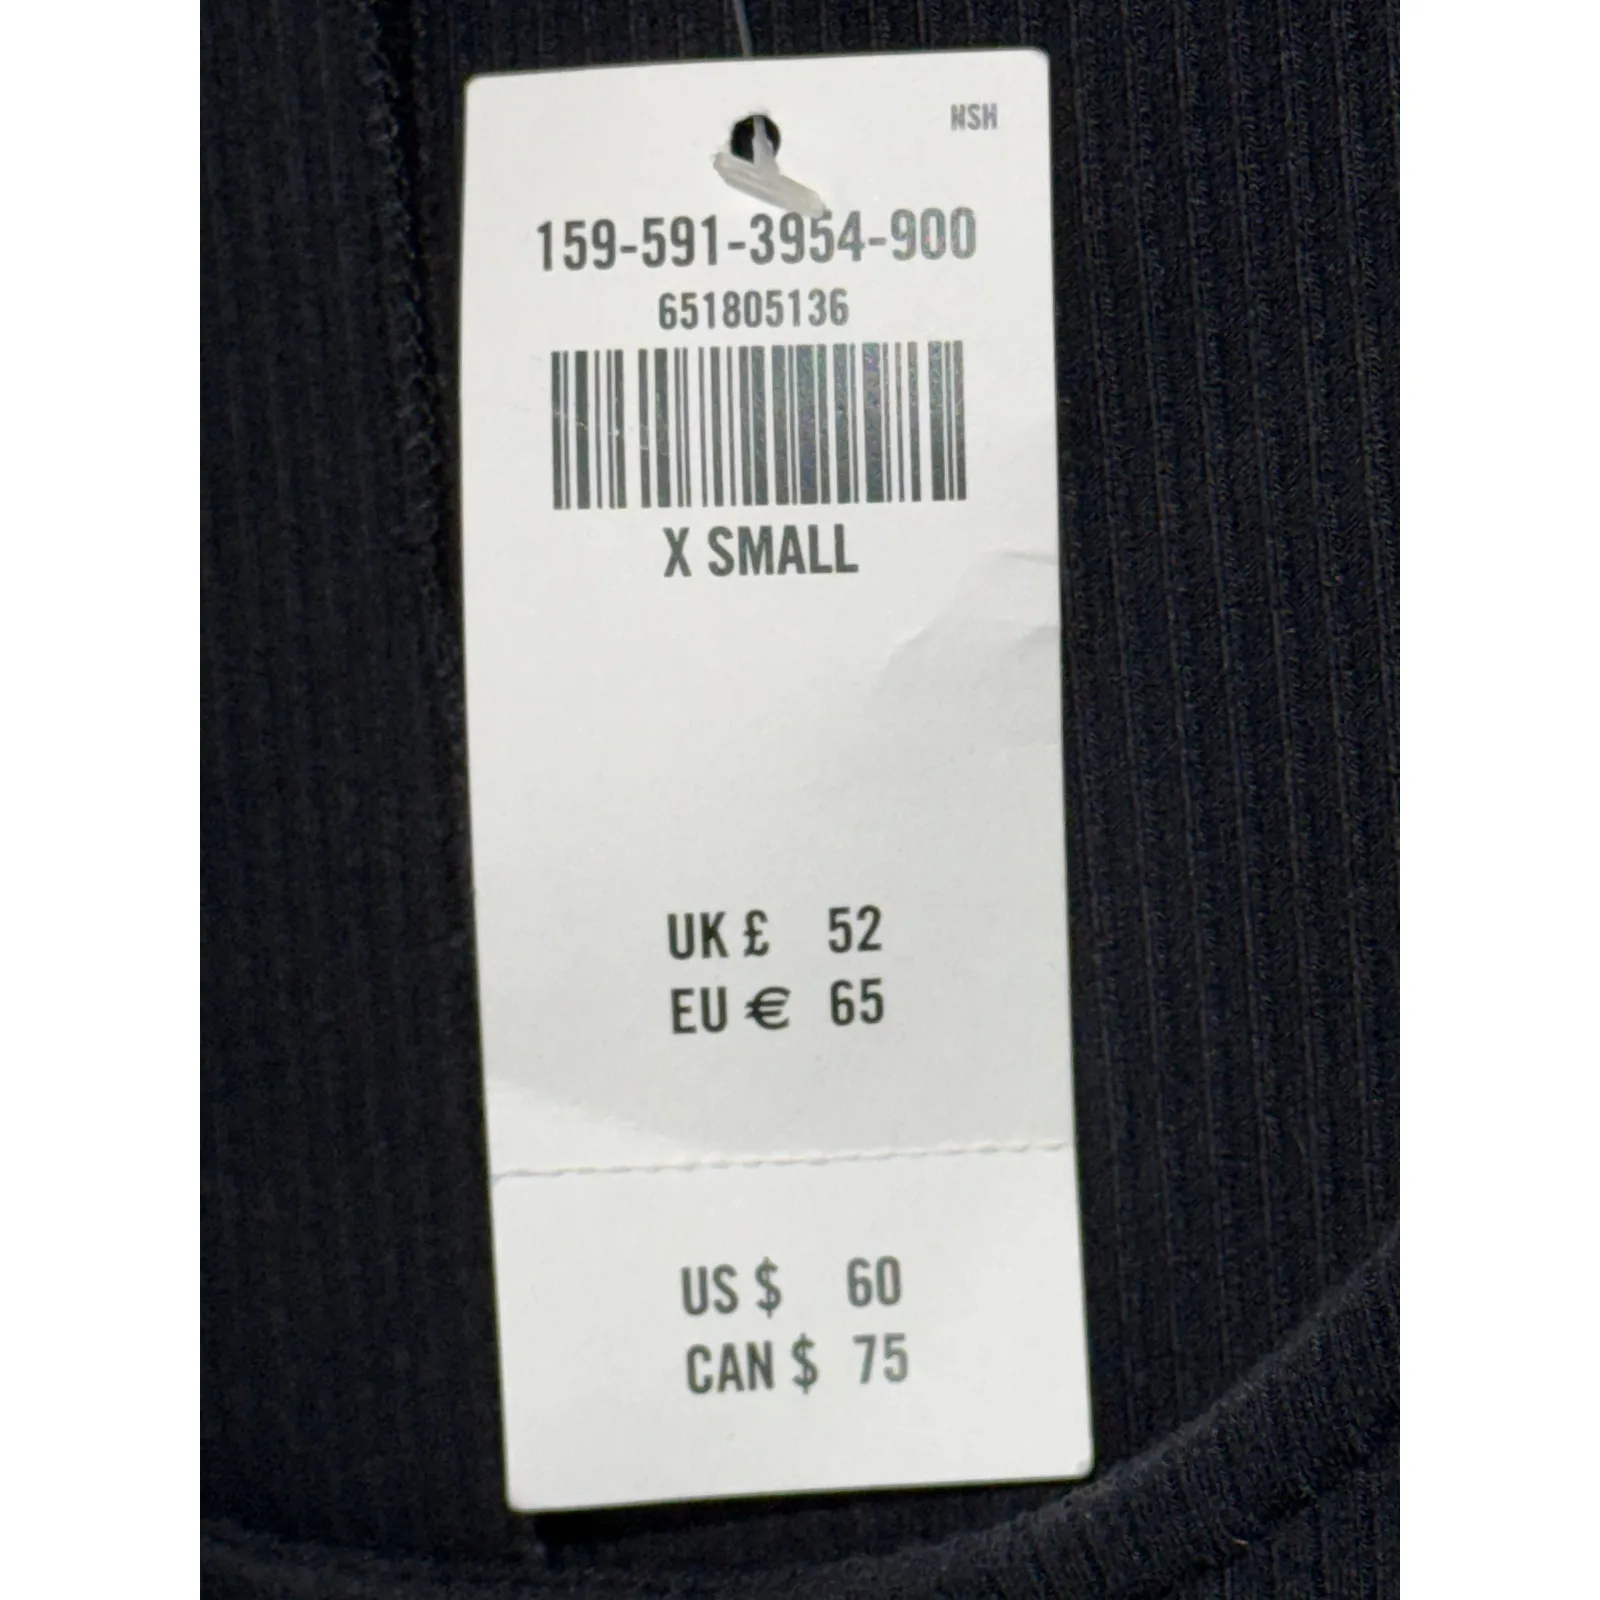 NSH
159-591-3954-900
651805136
X SMALL
UK £ 52
EU € 65
US $ 60
CAN $ 75